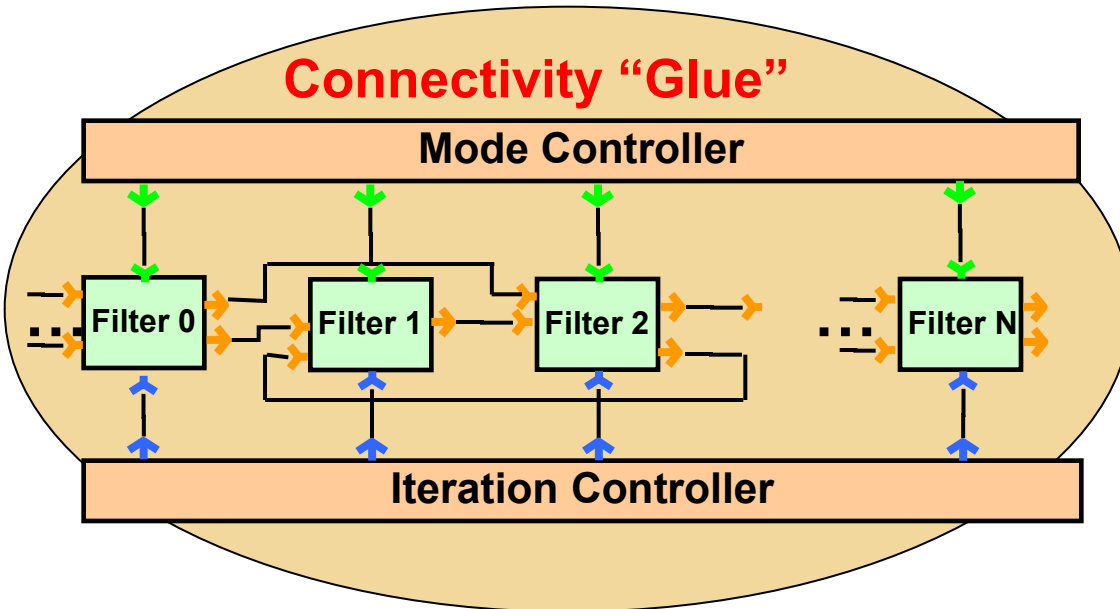 Connectivity “Glue”
Mode Controller
Filter 0
Filter 1
Filter 2
Filter N
Iteration Controller